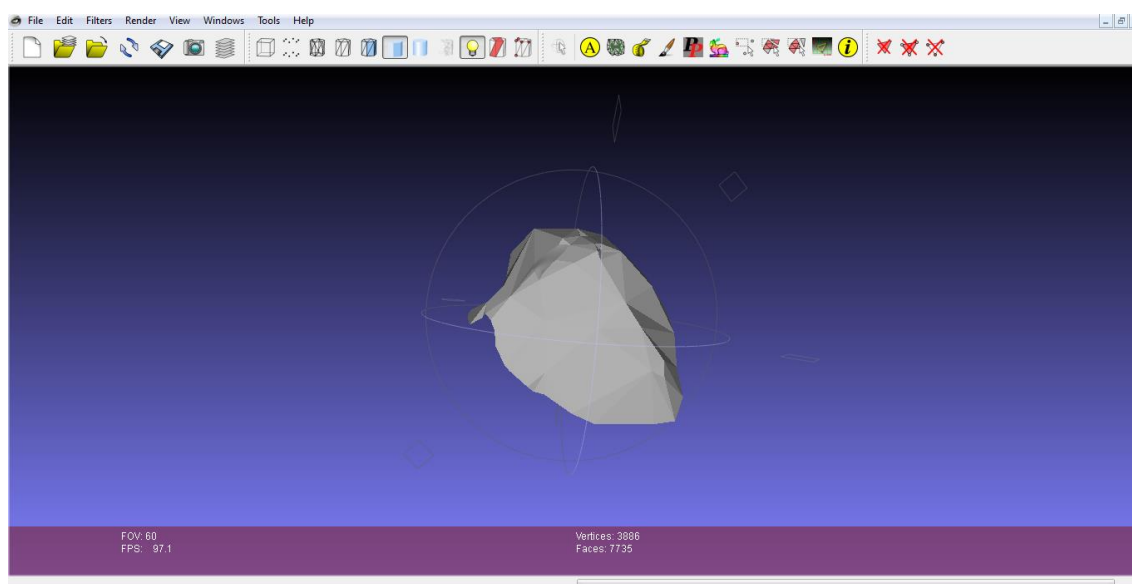 File Edit Filters Render View Windows Tools Help
A i
FOV: 60
FPS: 97.1
Vertices: 3886
Faces: 7735